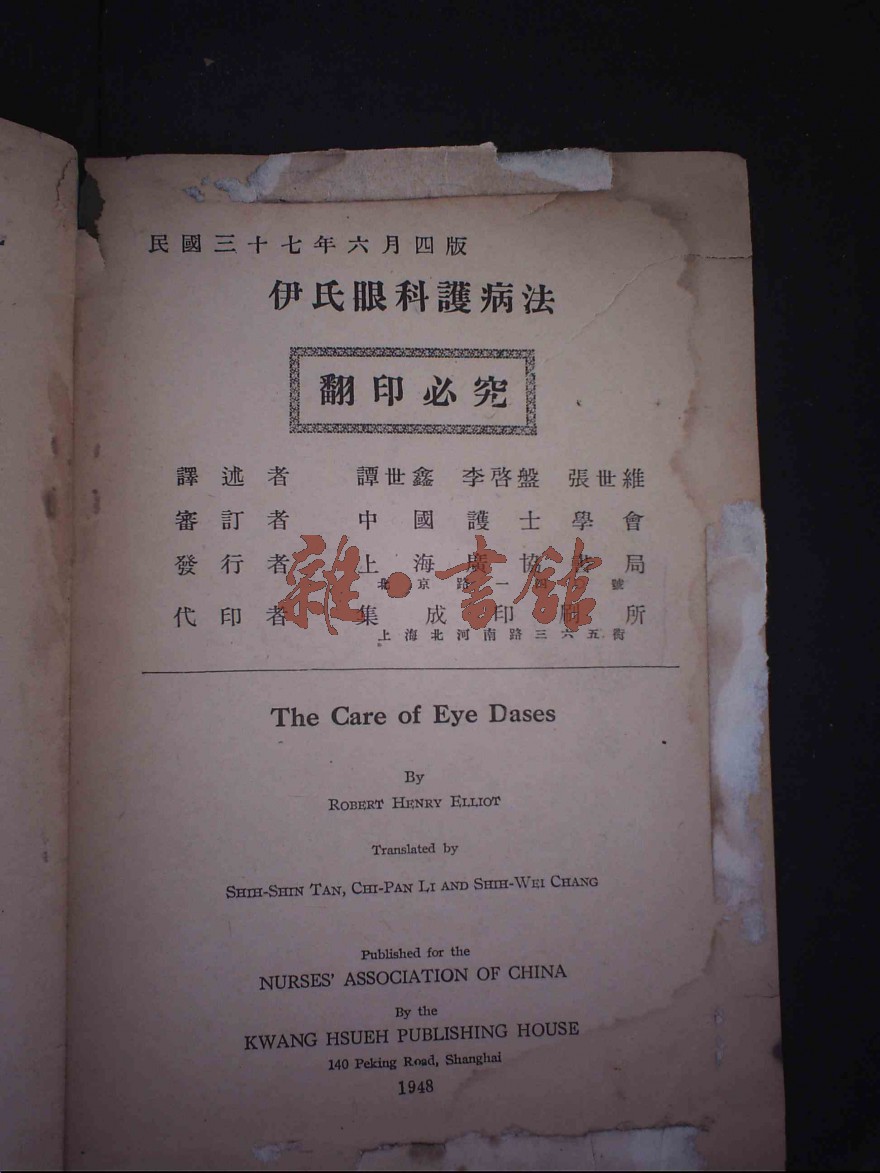 民國三十七年六月四版
伊氏眼科護病法
翻印必究
譯述者 譚世鑫 李啓盤 張世維
審訂者 中國護士學會
發行者 上海廣協書局
北京路一四〇號
代印者 集成印刷所
上海北河南路三六五衖
雜·書館
The Care of Eye Dases
By
ROBERT HENRY ELLIOT
Translated by
SHIH-SHIN TAN, CHI-PAN LI AND SHIH-WEI CHANG
Published for the
NURSES' ASSOCIATION OF CHINA
By the
KWANG HSUEH PUBLISHING HOUSE
140 Peking Road, Shanghai
1948